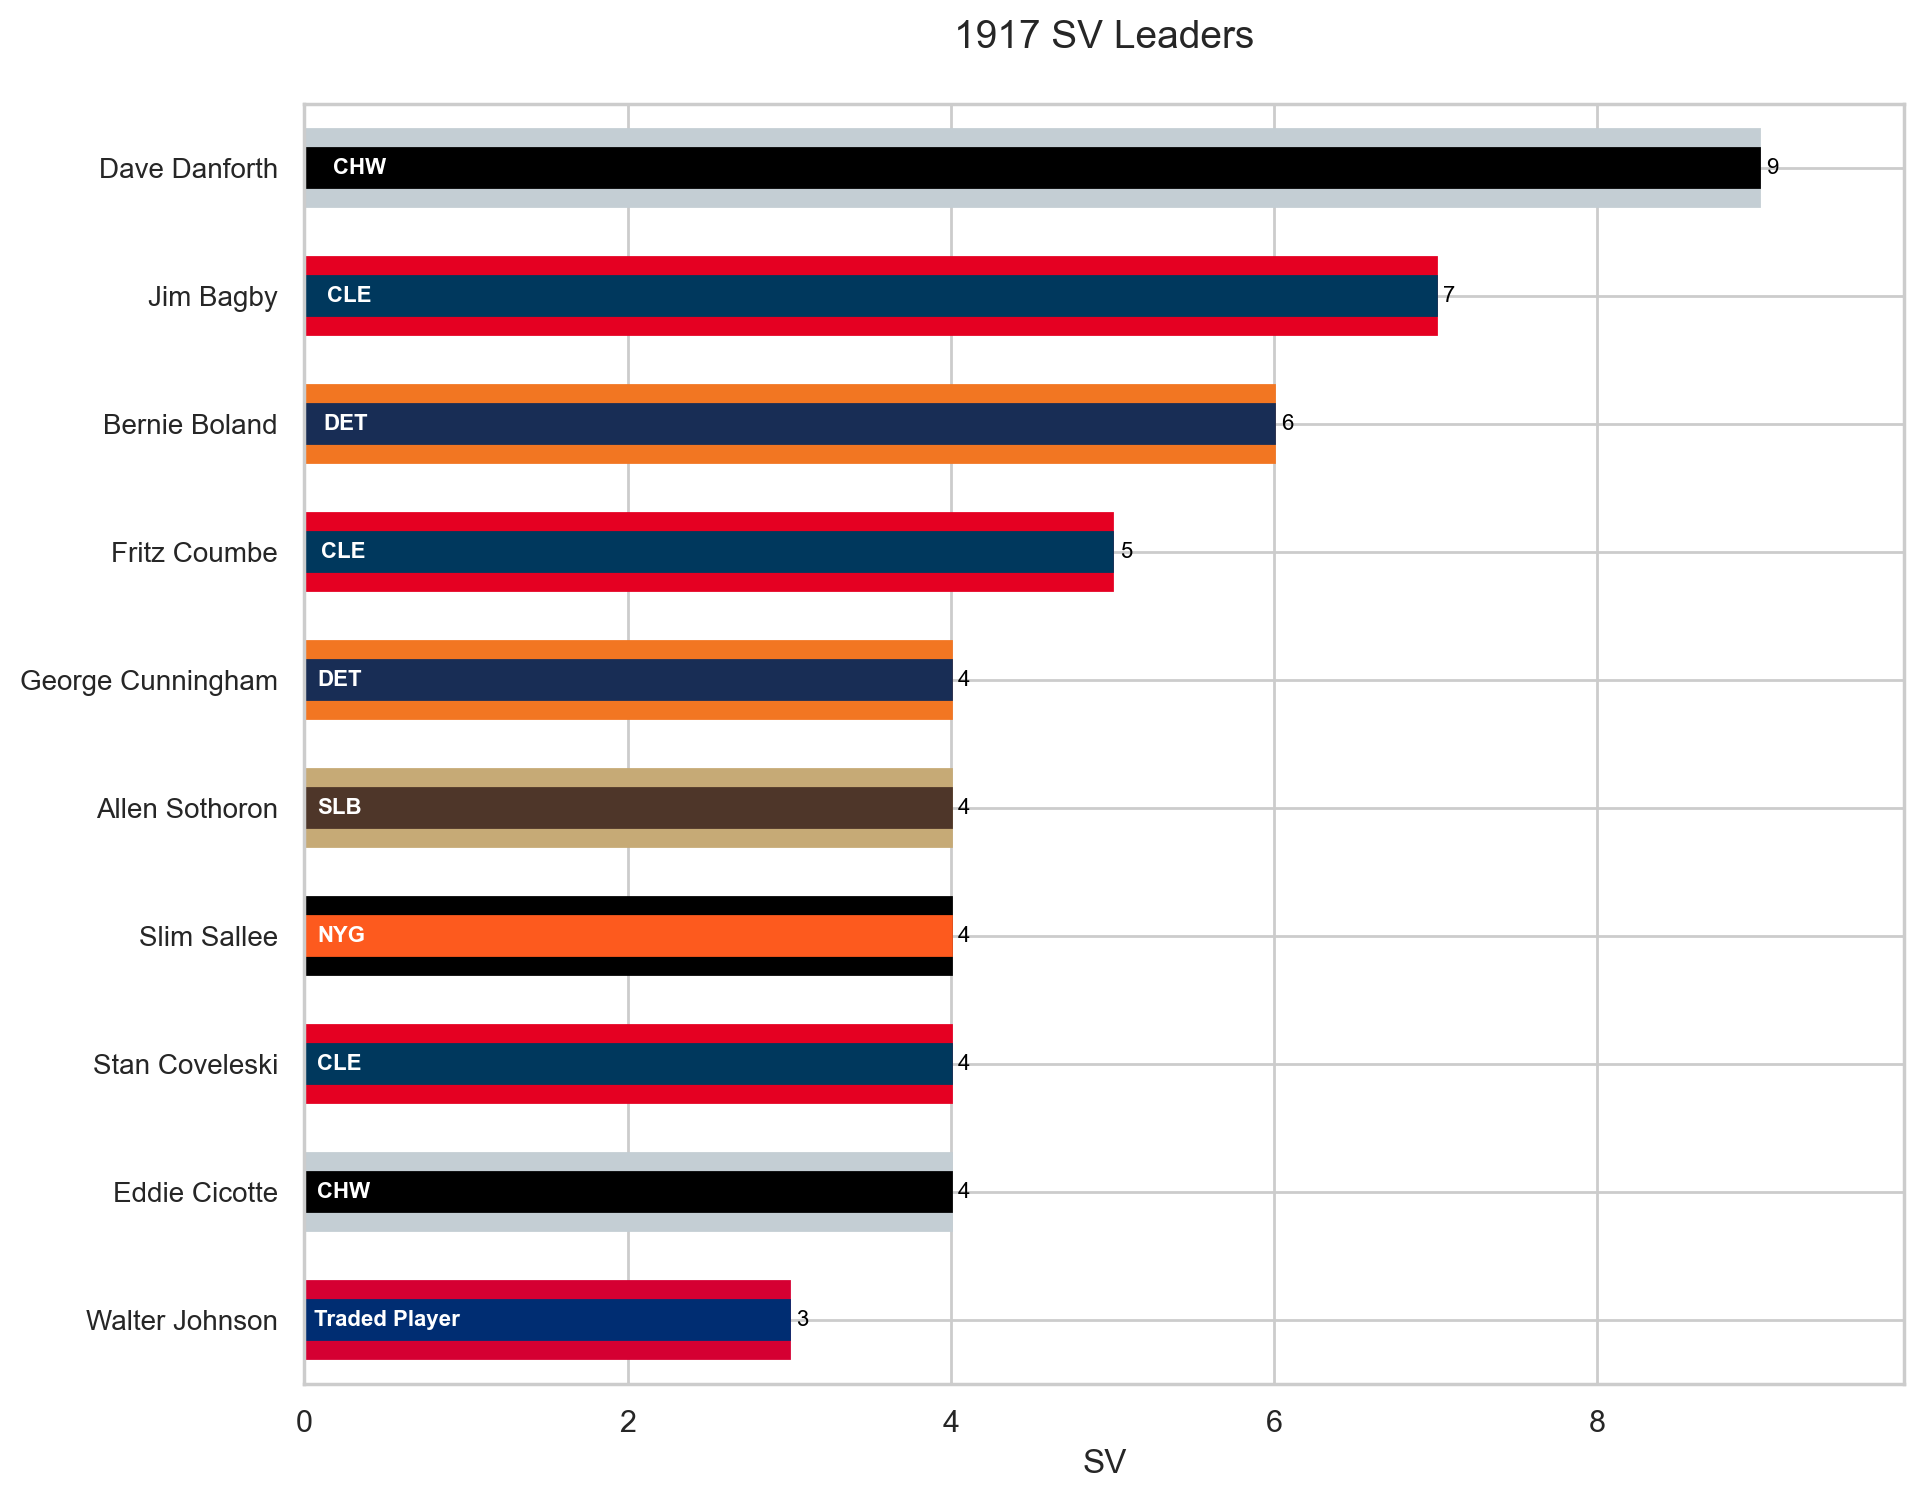 1917 SV Leaders
Dave Danforth CHW 9
Jim Bagby CLE 7
Bernie Boland DET 6
Fritz Coumbe CLE 5
George Cunningham DET 4
Allen Sothoron SLB 4
Slim Sallee NYG 4
Stan Coveleski CLE 4
Eddie Cicotte CHW 4
Walter Johnson Traded Player 3
0 2 4 6 8
SV